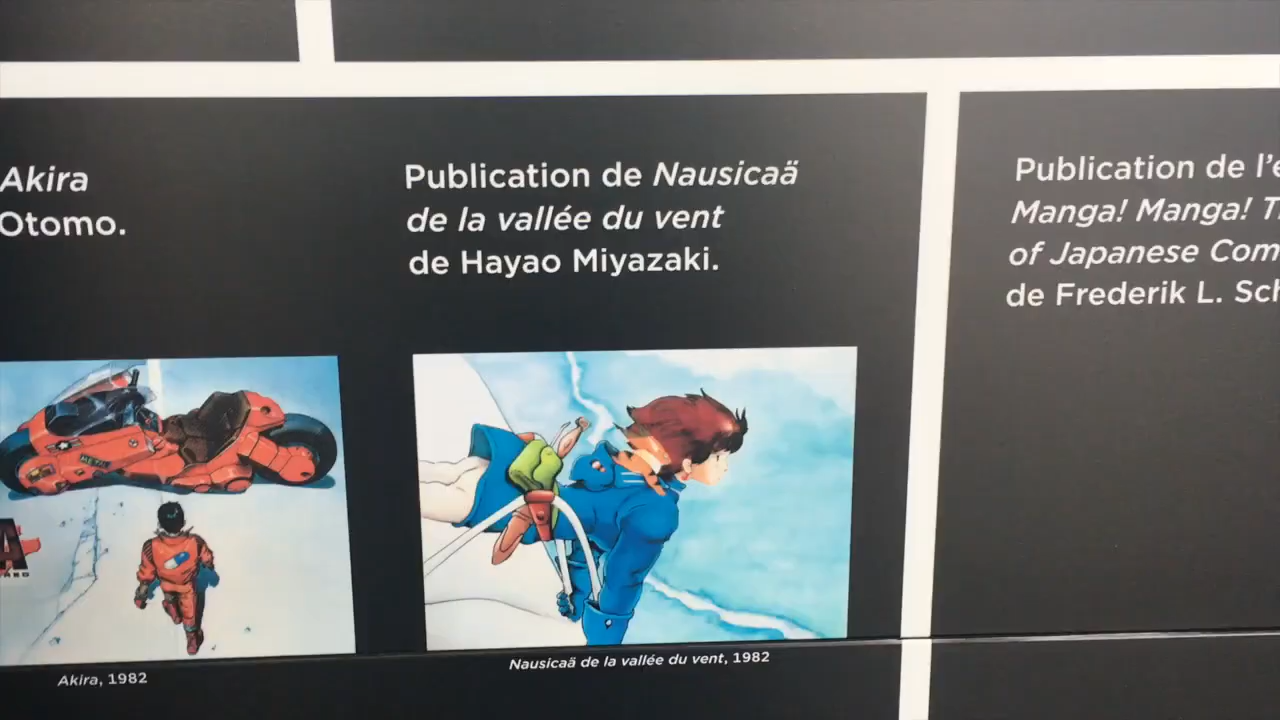 Akira
Otomo.
Publication de Nausicaä
de la vallée du vent
de Hayao Miyazaki.
Publication de l'
Manga! Manga!
of Japanese
de Frederik L.
Akira, 1982
Nausicaä de la vallée du vent, 1982